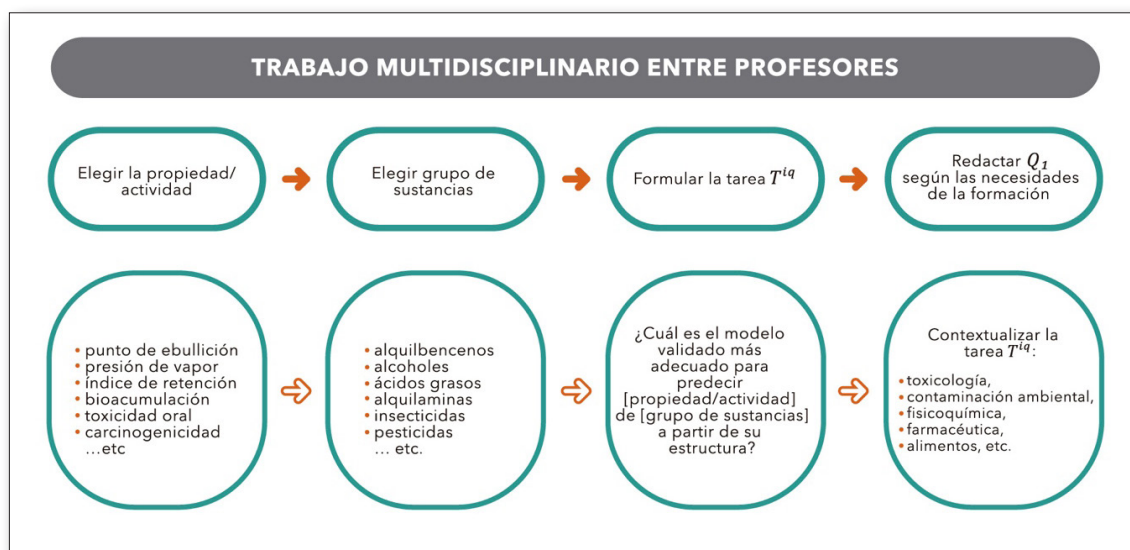 TRABAJO MULTIDISCIPLINARIO ENTRE PROFESORES
Elegir la propiedad/
actividad
Elegir grupo de
sustancias
Formular la tarea T^{iq}
Redactar Q_1
según las necesidades
de la formación
• punto de ebullición
• presión de vapor
• índice de retención
• bioacumulación
• toxicidad oral
• carcinogenicidad
...etc
• alquilbencenos
• alcoholes
• ácidos grasos
• alquilaminas
• insecticidas
• pesticidas
... etc.
¿Cuál es el modelo
validado más
adecuado para
predecir
[propiedad/actividad]
de [grupo de sustancias]
a partir de su
estructura?
Contextualizar la
tarea T^{iq}:
• toxicología,
• contaminación ambiental,
• fisicoquímica,
• farmacéutica,
• alimentos, etc.